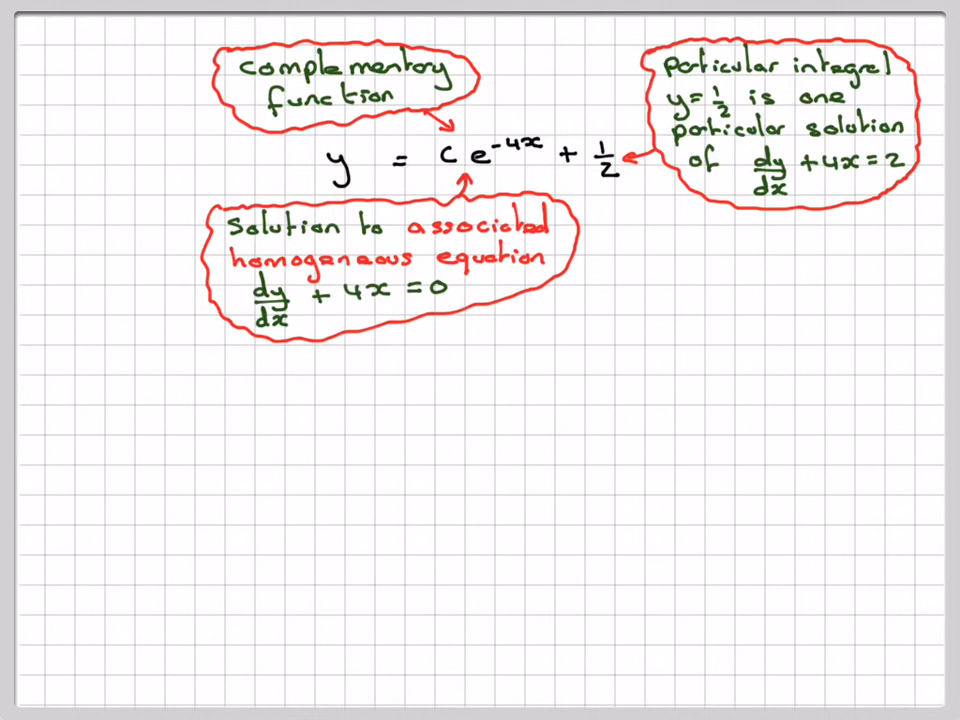 complementary
function
particular integral
y = 1/2 is one
particular solution
of dy/dx + 4x = 2
y = c e^{-4x} + 1/2
solution to associated
homogeneous equation
dy/dx + 4x = 0